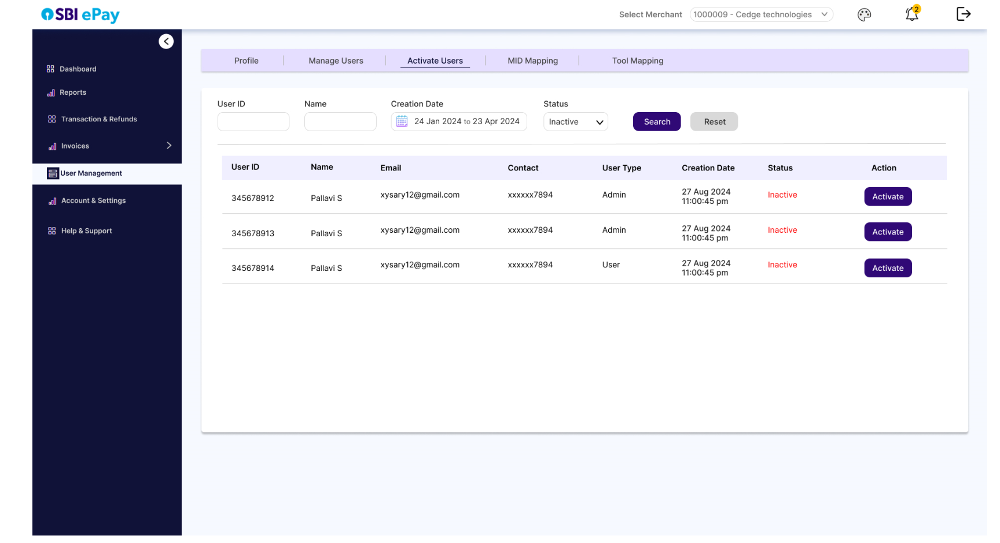 SBI ePay
Select Merchant 1000009 - Cedge technologies 2
Dashboard
Reports
Transaction & Refunds
Invoices
User Management
Account & Settings
Help & Support
Profile Manage Users Activate Users MID Mapping Tool Mapping
User ID Name Creation Date Status
24 Jan 2024 to 23 Apr 2024 Inactive Search Reset
User ID Name Email Contact User Type Creation Date Status Action
345678912 Pallavi S xysary12@gmail.com xxxxxx7894 Admin 27 Aug 2024 Inactive Activate
11:00:45 pm
345678913 Pallavi S xysary12@gmail.com xxxxxx7894 Admin 27 Aug 2024 Inactive Activate
11:00:45 pm
345678914 Pallavi S xysary12@gmail.com xxxxxx7894 User 27 Aug 2024 Inactive Activate
11:00:45 pm